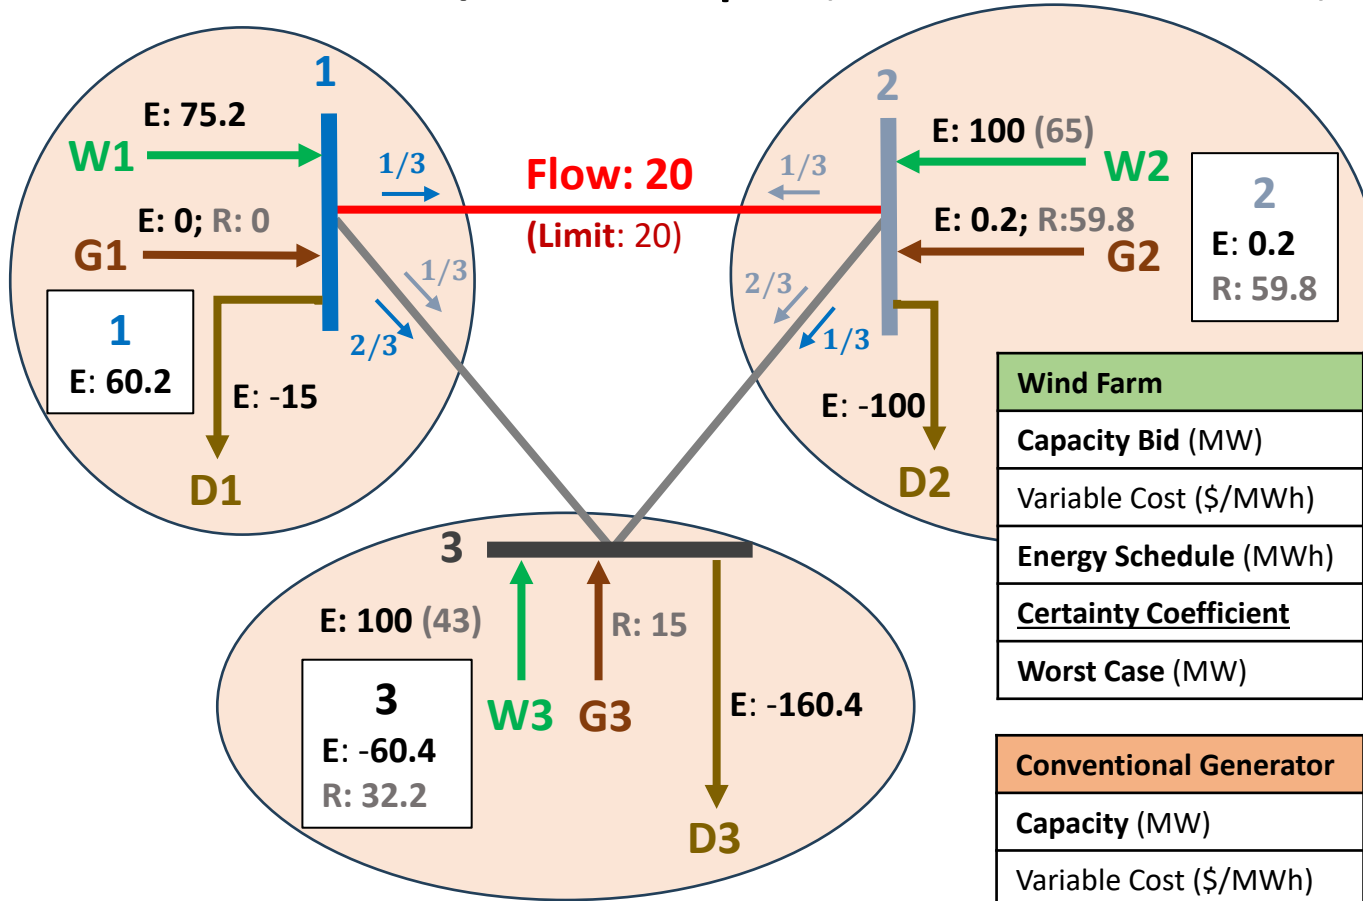 1
E: 75.2
W1
E: 0; R: 0
G1
1
E: 60.2
E: -15
D1
1/3
1/3
2/3
Flow: 20
(Limit: 20)
2
1/3
2/3
1/3
E: 100 (65)
W2
E: 0.2; R:59.8
G2
2
E: 0.2
R: 59.8
E: -100
D2
3
E: 100 (43)
R: 15
W3
G3
3
E: -60.4
R: 32.2
E: -160.4
D3
Wind Farm
Capacity Bid (MW)
Variable Cost ($/MWh)
Energy Schedule (MWh)
Certainty Coefficient
Worst Case (MW)
Conventional Generator
Capacity (MW)
Variable Cost ($/MWh)